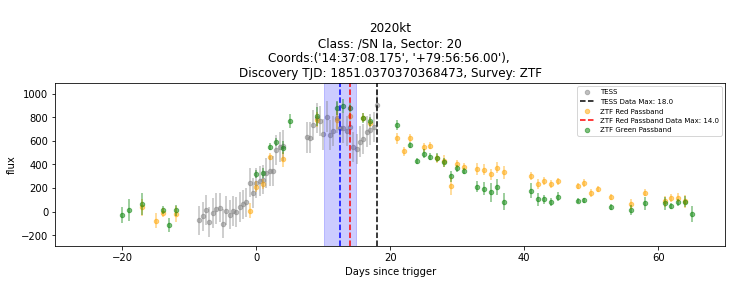 2020kt
Class: /SN Ia, Sector: 20
Coords:('14:37:08.175', '+79:56:56.00'),
Discovery TJD: 1851.0370370368473, Survey: ZTF
1000
800
600
400
200
0
−200
flux
−20
0
20
40
60
Days since trigger
TESS
TESS Data Max: 18.0
ZTF Red Passband
ZTF Red Passband Data Max: 14.0
ZTF Green Passband